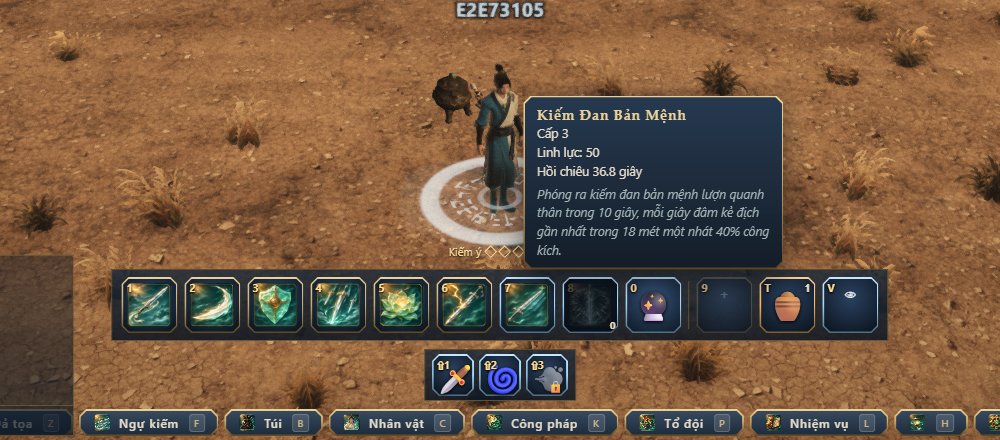 E2E73105
Kiếm Đan Bản Mệnh
Cấp 3
Linh lực: 50
Hồi chiêu 36.8 giây
Phóng ra kiếm đan bản mệnh lượn quanh
thân trong 10 giây, mỗi giây đâm kẻ địch
gần nhất trong 18 mét một nhát 40% công
kích.
Kiếm ý
1 2 3 4 5 6 7 8 0 0 9 T 1 V
1 2 3
tọa Z Ngự kiếm F Túi B Nhân vật C Công pháp K Tổ đội P Nhiệm vụ L H